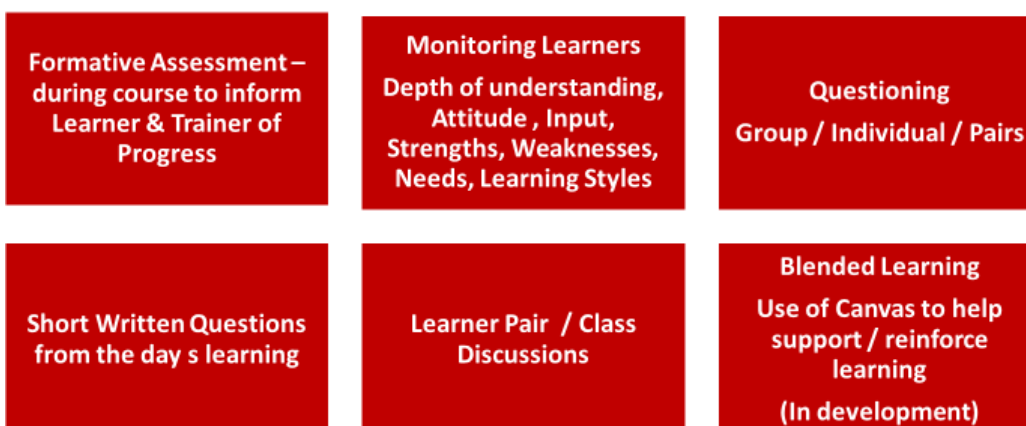 Formative Assessment –
during course to inform
Learner & Trainer of
Progress
Monitoring Learners
Depth of understanding,
Attitude , Input,
Strengths, Weaknesses,
Needs, Learning Styles
Questioning
Group / Individual / Pairs
Short Written Questions
from the day s learning
Learner Pair / Class
Discussions
Blended Learning
Use of Canvas to help
support / reinforce
learning
(In development)